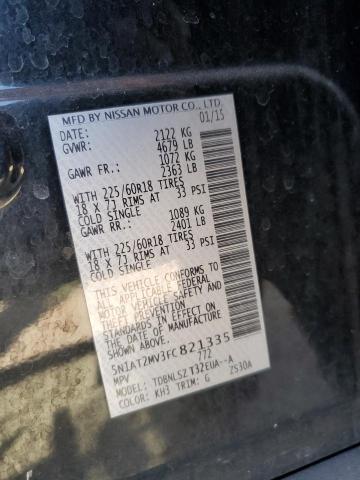 MFD BY NISSAN MOTOR CO., LTD.
DATE: 01/15
GVWR: 2122 KG
4679 LB
GAWR FR.: 1072 KG
2363 LB
WITH 225/60R18 TIRES
18 X 7J RIMS AT 33 PSI
COLD SINGLE
GAWR RR.: 1089 KG
2401 LB
WITH 225/60R18 TIRES
18 X 7J RIMS AT 33 PSI
COLD SINGLE
THIS VEHICLE CONFORMS TO
ALL APPLICABLE FEDERAL
MOTOR VEHICLE SAFETY AND
THEFT PREVENTION
STANDARDS IN EFFECT ON
THE DATE OF MANUFACTURE
5N1AT2MV3FC821335
MPV 772
TDBNLSZ T32EUA--A
COLOR: KH3 TRIM: G ZS30A